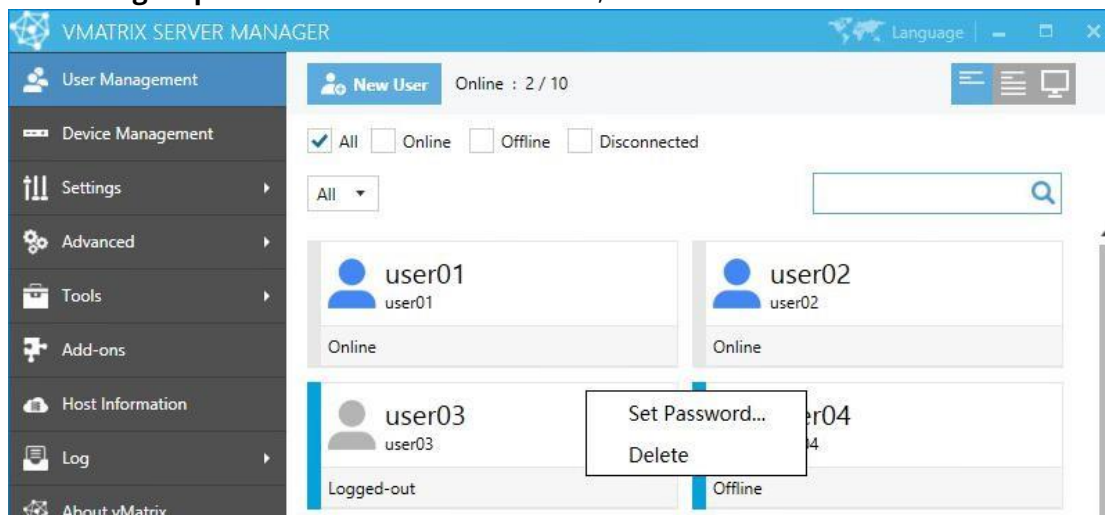 VMATRIX SERVER MANAGER
Language
User Management
New User
Online : 2 / 10
Device Management
All
Online
Offline
Disconnected
Settings
All
Advanced
user01
user01
user02
user02
Tools
Add-ons
Online
Online
Host Information
user03
user03
Set Password...
Delete
er04
04
Log
Logged-out
Offline
About vMatrix